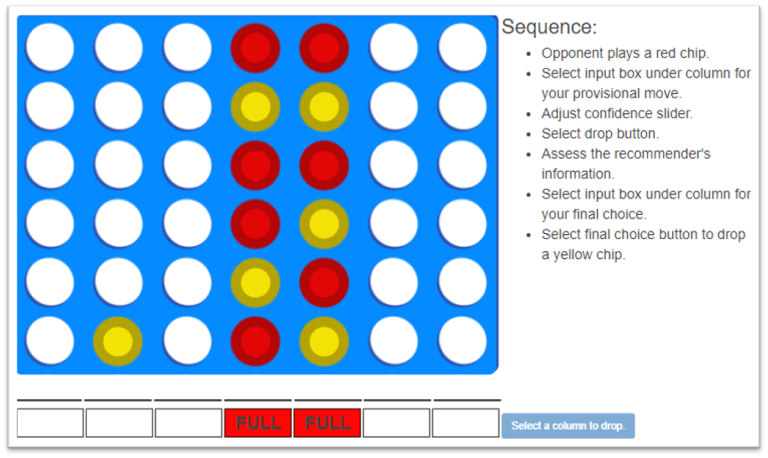 Sequence:
Opponent plays a red chip.
Select input box under column for
your provisional move.
Adjust confidence slider.
Select drop button.
Assess the recommender's
information.
Select input box under column for
your final choice.
Select final choice button to drop
a yellow chip.
FULL FULL
Select a column to drop.